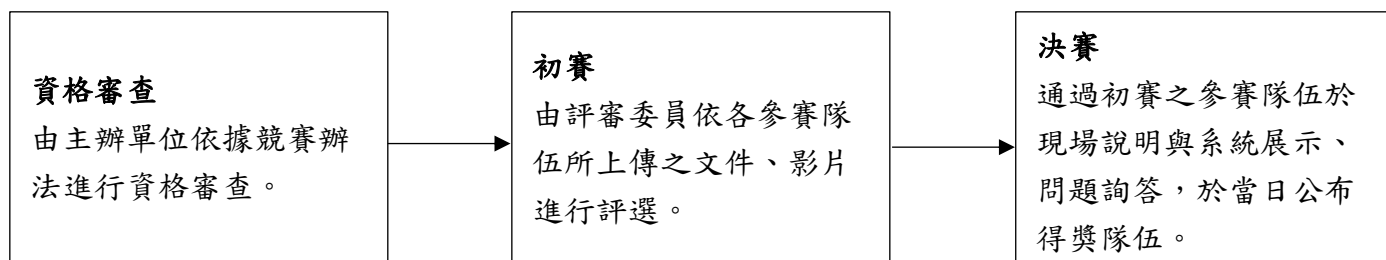 資格審查
由主辦單位依據競賽辦
法進行資格審查。
初賽
由評審委員依各參賽隊
伍所上傳之文件、影片
進行評選。
決賽
通過初賽之參賽隊伍於
現場說明與系統展示、
問題詢答，於當日公布
得獎隊伍。